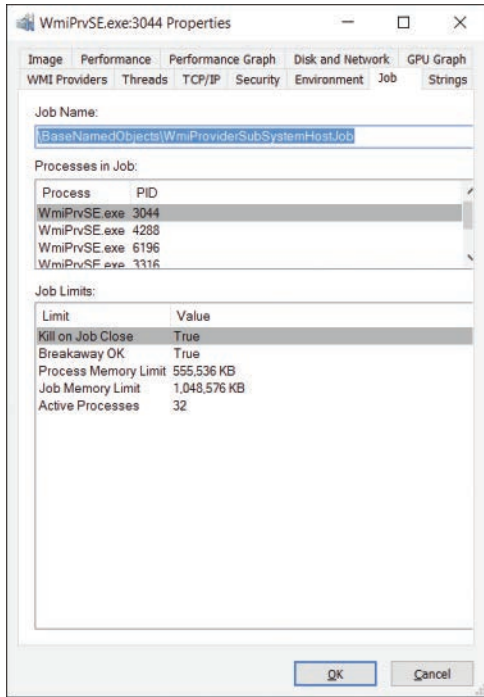 WmiPrvSE.exe:3044 Properties
Image Performance Performance Graph Disk and Network GPU Graph
WMI Providers Threads TCP/IP Security Environment Job Strings
Job Name:
\BaseNamedObjects\WmiProviderSubSystemHostJob
Processes in Job:
Process PID
WmiPrvSE.exe 3044
WmiPrvSE.exe 4288
WmiPrvSE.exe 6196
WmiPrvSE.exe 3316
Job Limits:
Limit Value
Kill on Job Close True
Breakaway OK True
Process Memory Limit 555,536 KB
Job Memory Limit 1,048,576 KB
Active Processes 32
OK Cancel